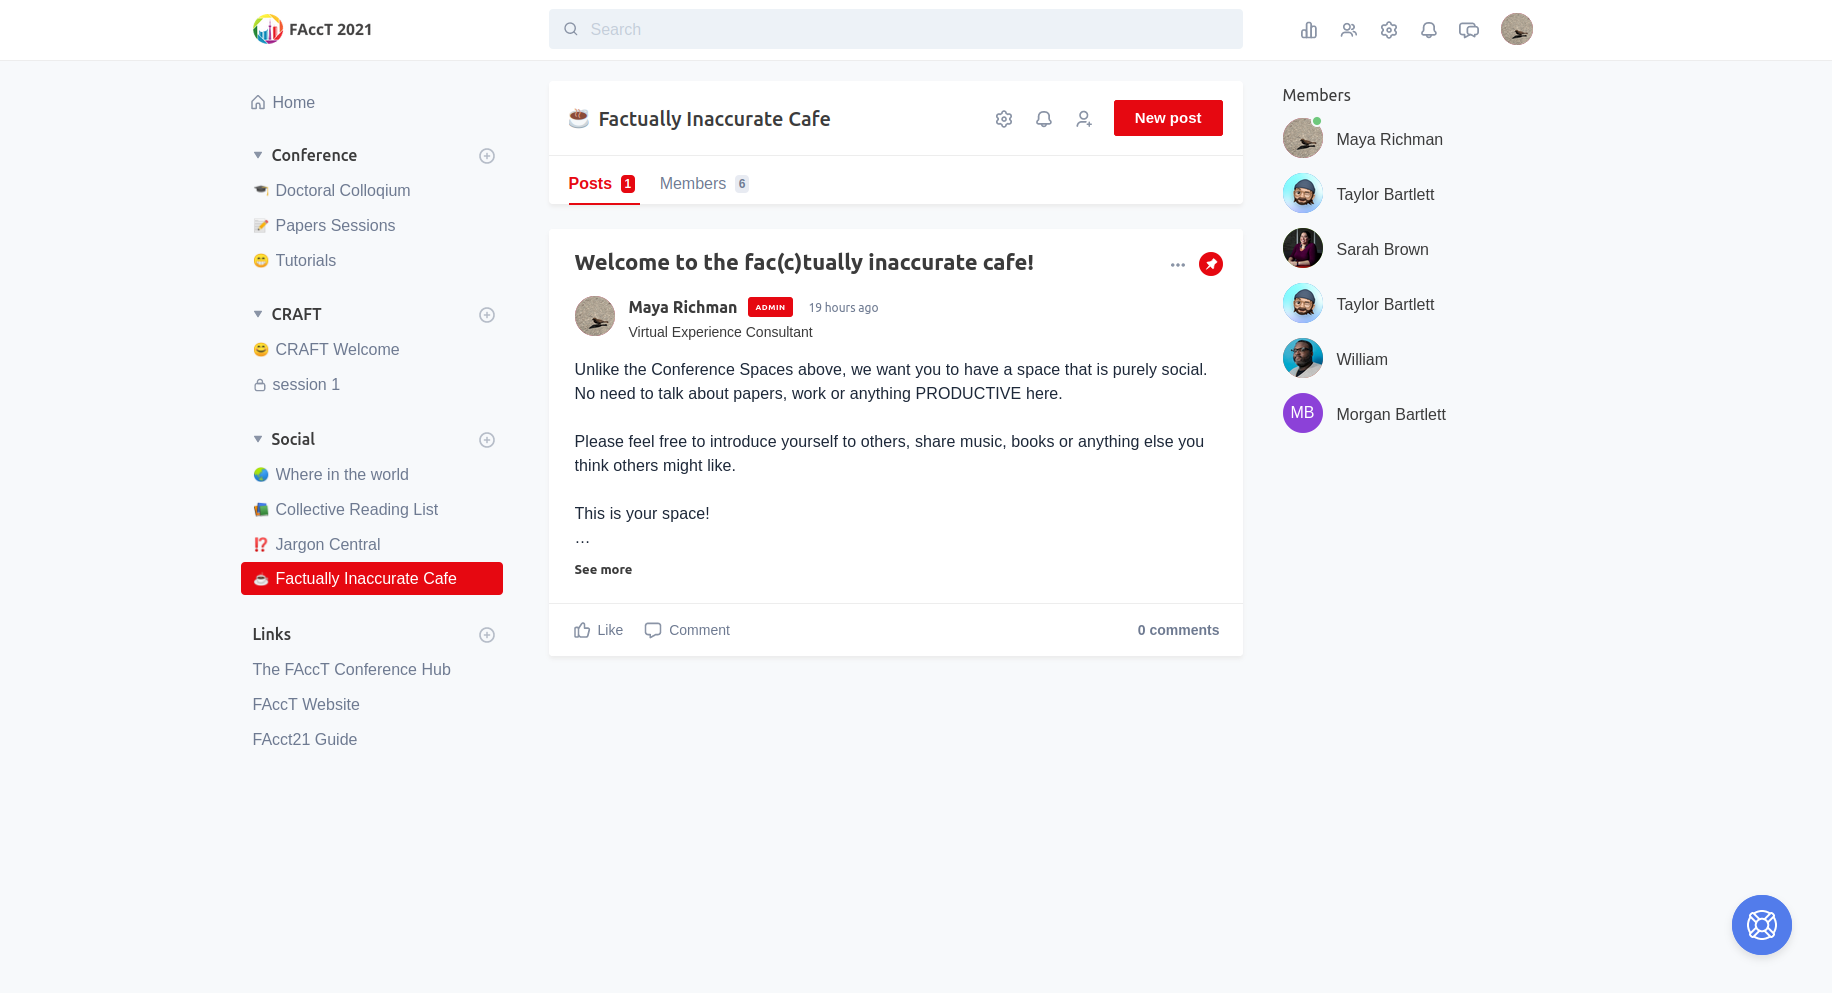 FAccT 2021
Search
Home
Conference
Doctoral Colloqium
Papers Sessions
Tutorials
CRAFT
CRAFT Welcome
session 1
Social
Where in the world
Collective Reading List
Jargon Central
Factually Inaccurate Cafe
Links
The FAccT Conference Hub
FAccT Website
FAcct21 Guide
Factually Inaccurate Cafe
New post
Posts 1 Members 6
Welcome to the fac(c)tually inaccurate cafe!
Maya Richman ADMIN 19 hours ago
Virtual Experience Consultant
Unlike the Conference Spaces above, we want you to have a space that is purely social.
No need to talk about papers, work or anything PRODUCTIVE here.
Please feel free to introduce yourself to others, share music, books or anything else you
think others might like.
This is your space!
…
See more
Like Comment 0 comments
Members
Maya Richman
Taylor Bartlett
Sarah Brown
Taylor Bartlett
William
MB Morgan Bartlett